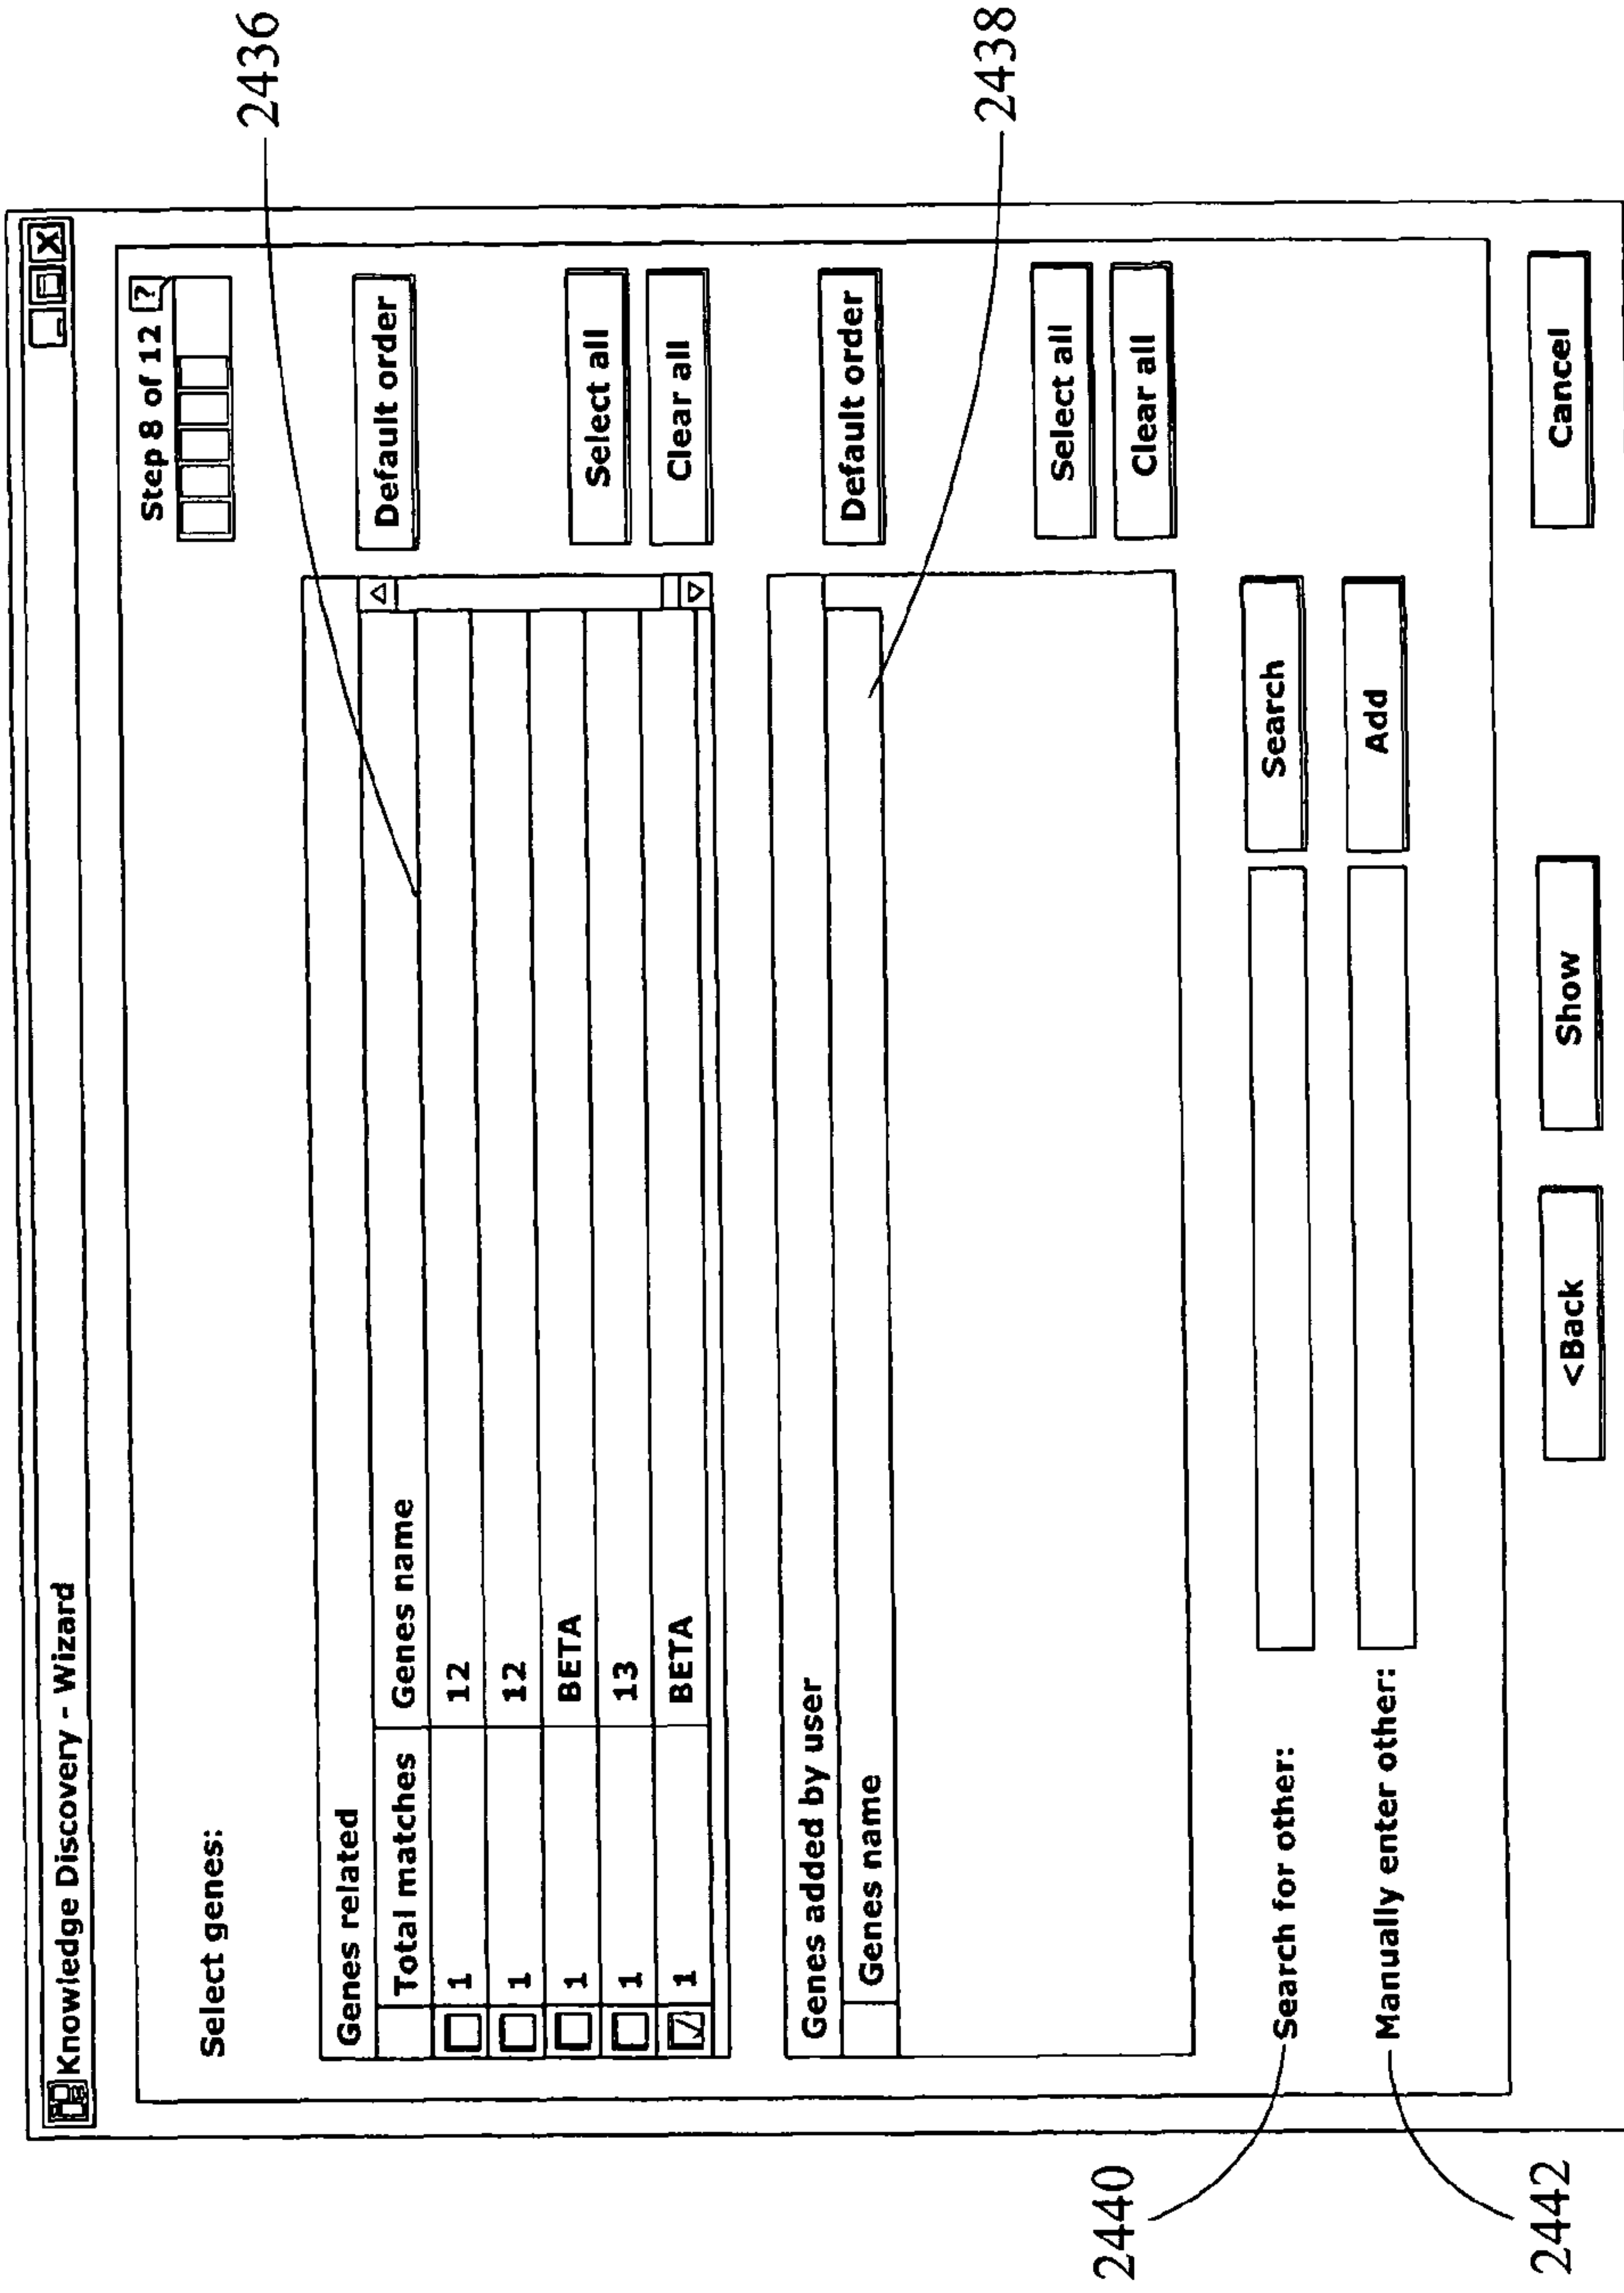 Knowledge Discovery - Wizard
X
Step 8 of 12 ?
Select genes:
2436
Genes related
Total matches Genes name
Default order
1 12
1 12
1 BETA
1 13
1 BETA
Select all
Clear all
Genes added by user
Genes name
Default order
2438
Select all
Clear all
2440
Search for other:
Search
Manually enter other:
Add
2442
<Back
Show
Cancel